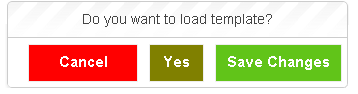 Do you want to load template?
Cancel Yes Save Changes